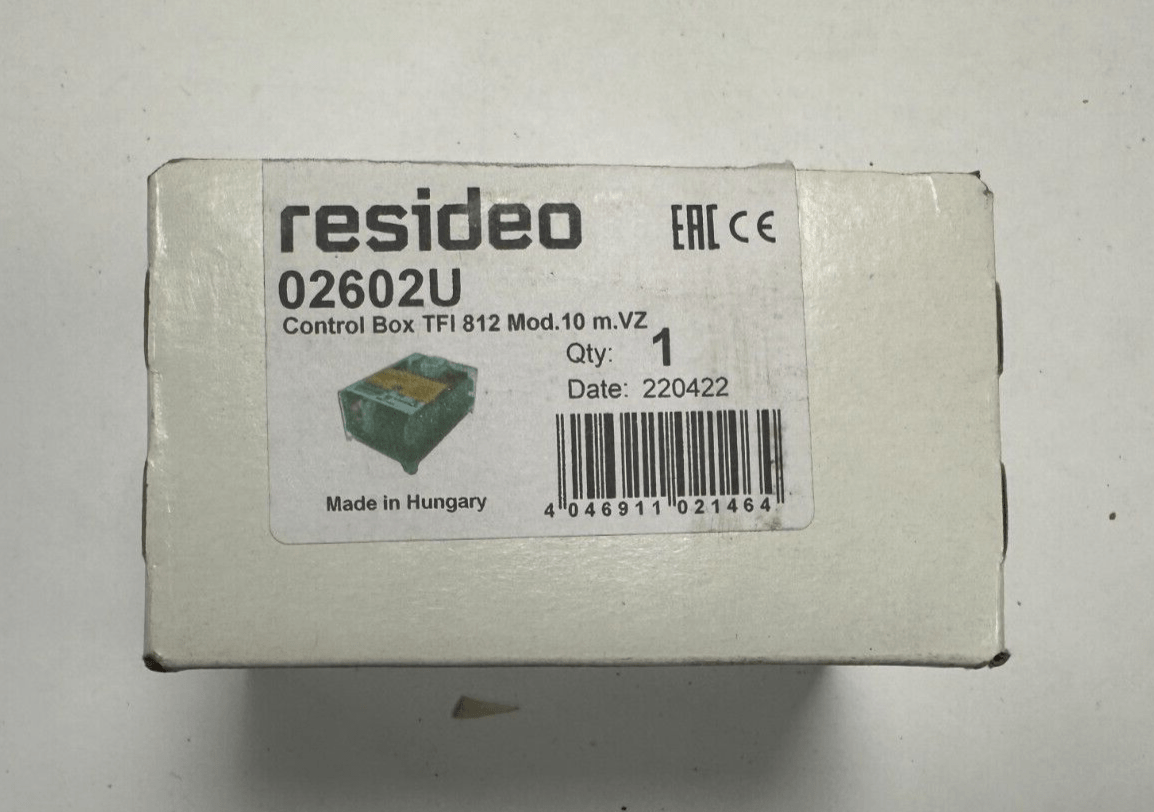 resideo
EAC CE
02602U
Control Box TFI 812 Mod.10 m.VZ
Qty: 1
Date: 220422
Made in Hungary
4 046911 021464